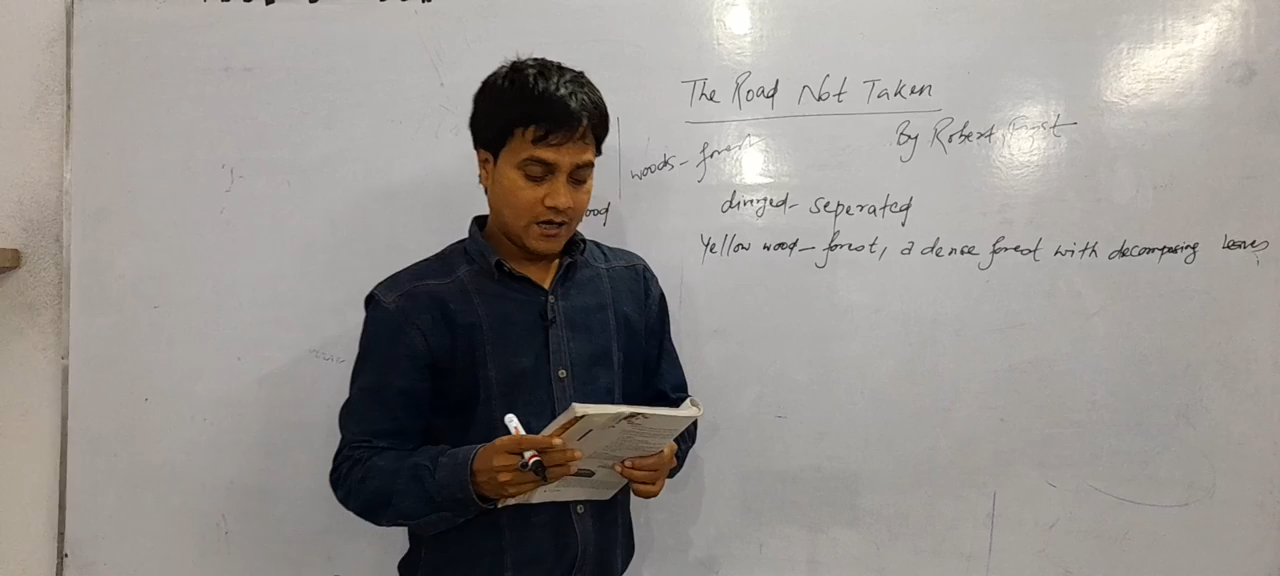 The Road Not Taken
By Robert Frost
woods - forest
ood
diverged - seperated
Yellow wood - forest, a dense forest with decomposing leaves